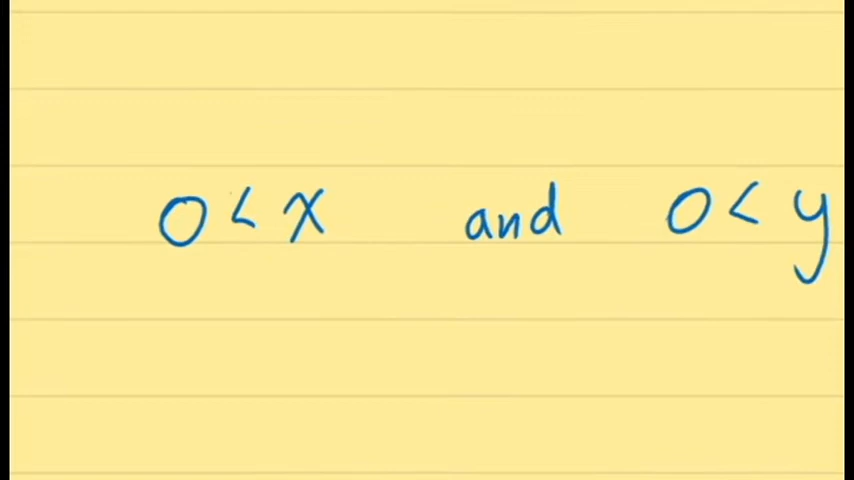 0 < x and 0 < y